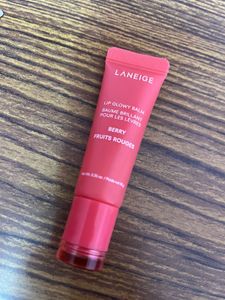 LANEIGE
LIP GLOWY BALM
BAUME BRILLANT
POUR LES LÈVRES
BERRY
FRUITS ROUGES